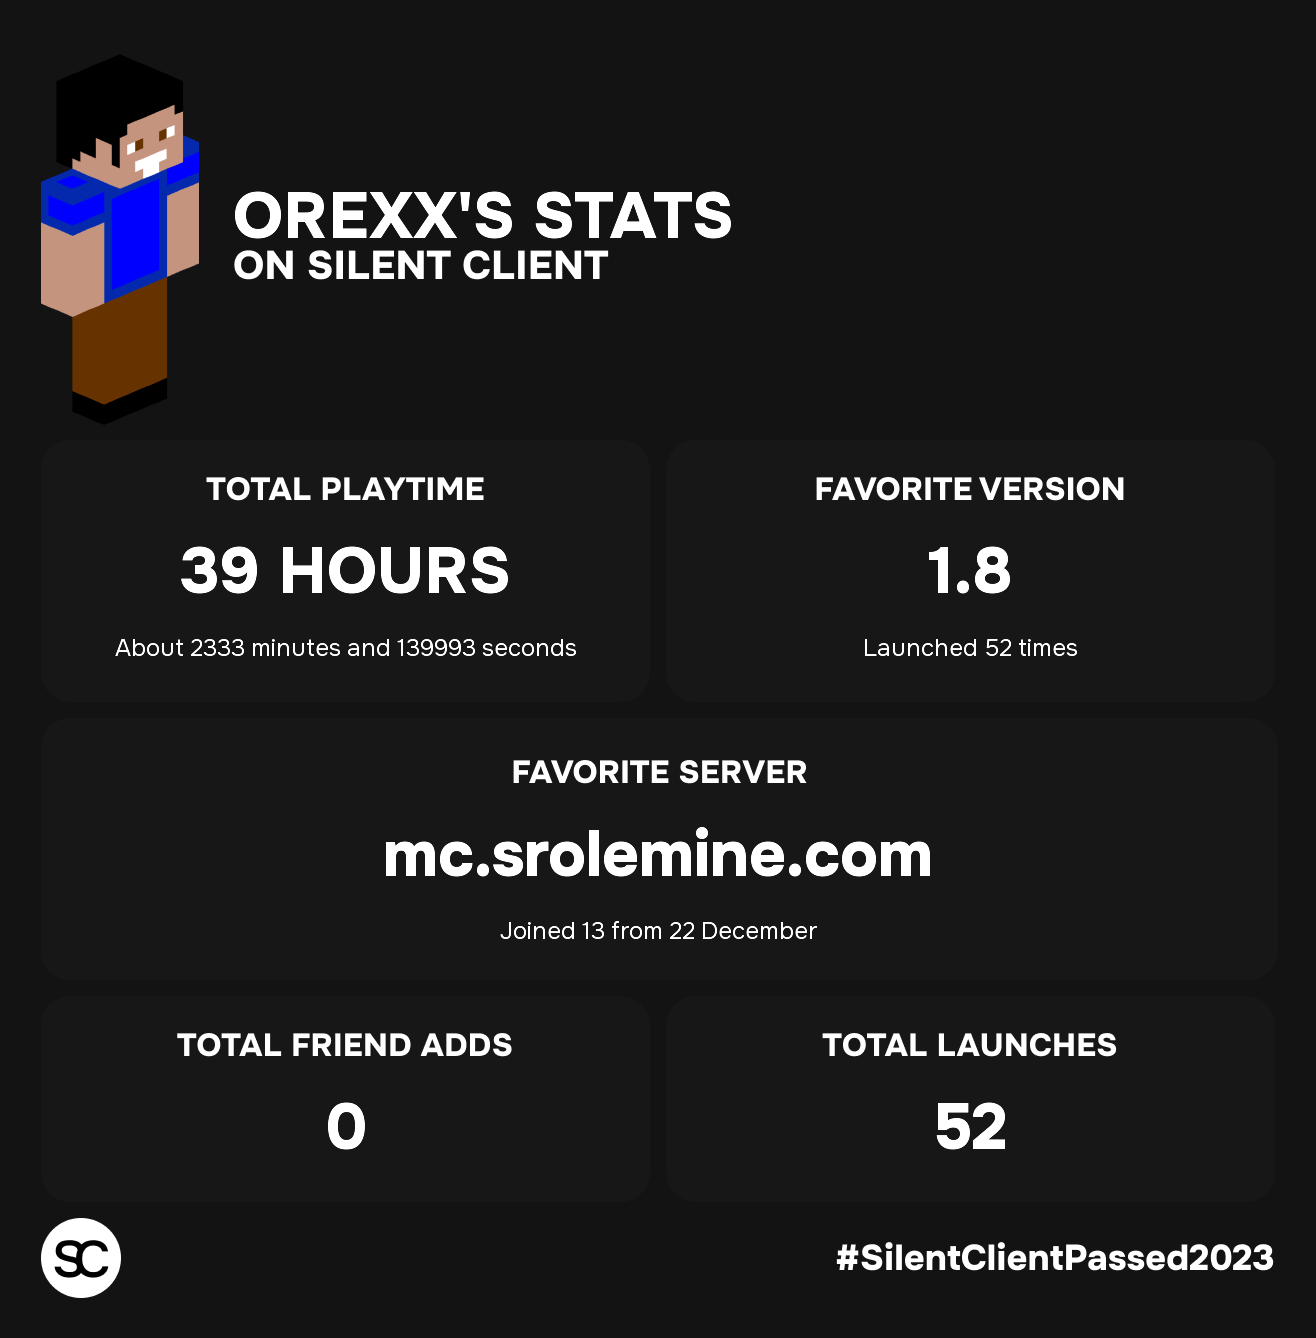 OREXX'S STATS
ON SILENT CLIENT
TOTAL PLAYTIME
39 HOURS
About 2333 minutes and 139993 seconds
FAVORITE VERSION
1.8
Launched 52 times
FAVORITE SERVER
mc.srolemine.com
Joined 13 from 22 December
TOTAL FRIEND ADDS
0
TOTAL LAUNCHES
52
SC
#SilentClientPassed2023